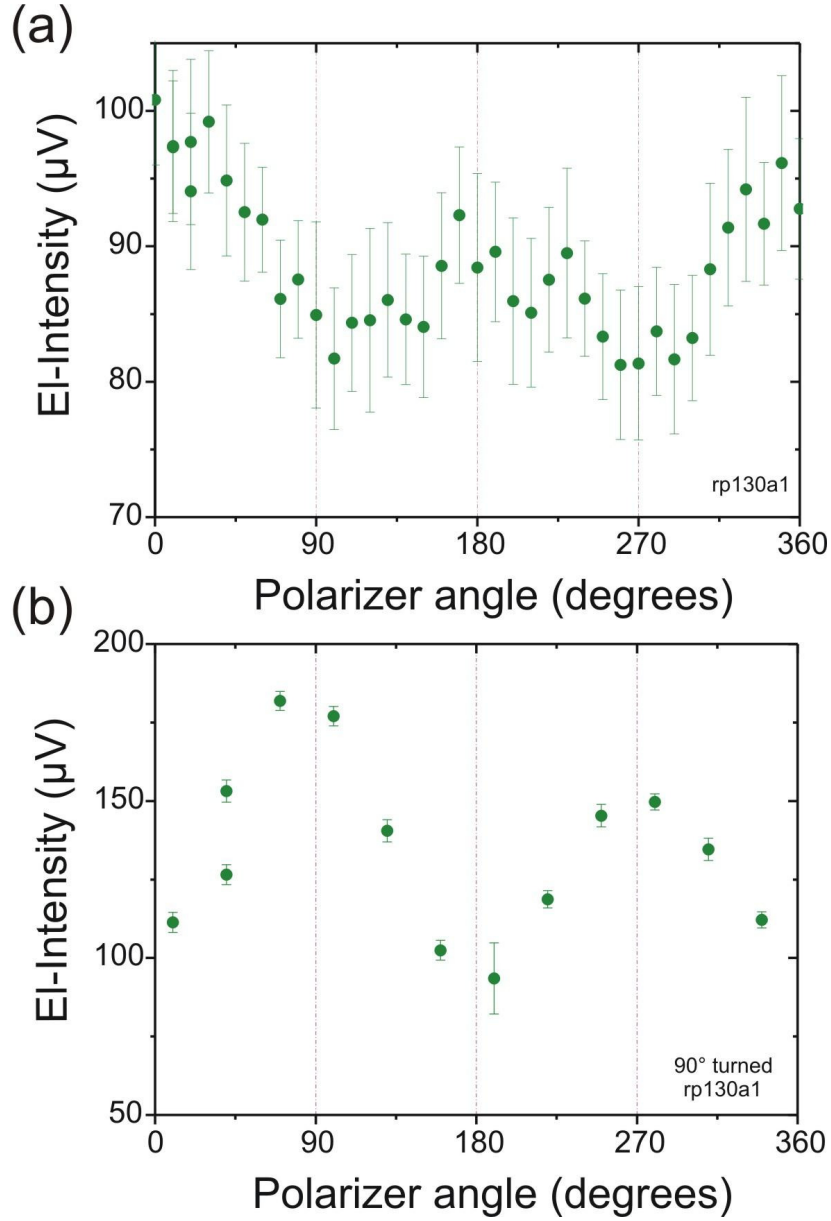 (a)
El-Intensity (µV)
100
90
80
70
rp130a1
0 90 180 270 360
Polarizer angle (degrees)
(b)
El-Intensity (µV)
200
150
100
50
90° turned
rp130a1
0 90 180 270 360
Polarizer angle (degrees)